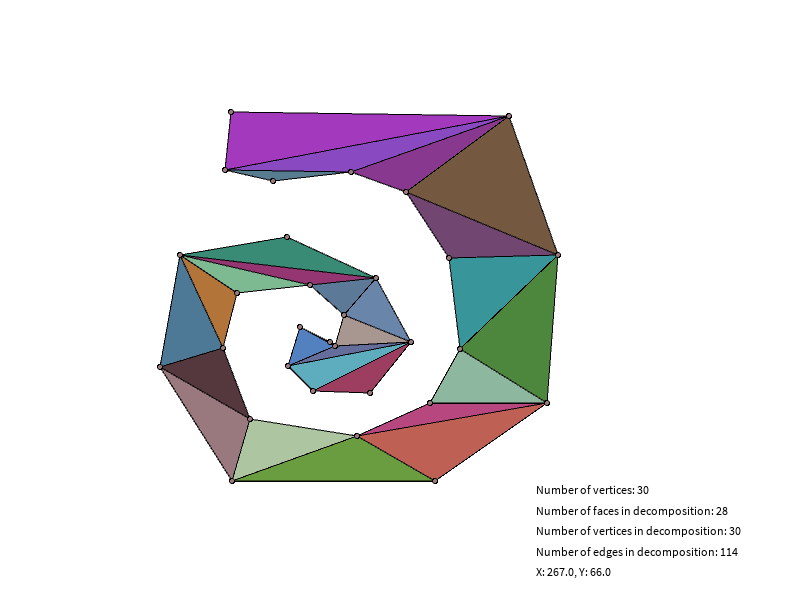 Number of vertices: 30
Number of faces in decomposition: 28
Number of vertices in decomposition: 30
Number of edges in decomposition: 114
X: 267.0, Y: 66.0